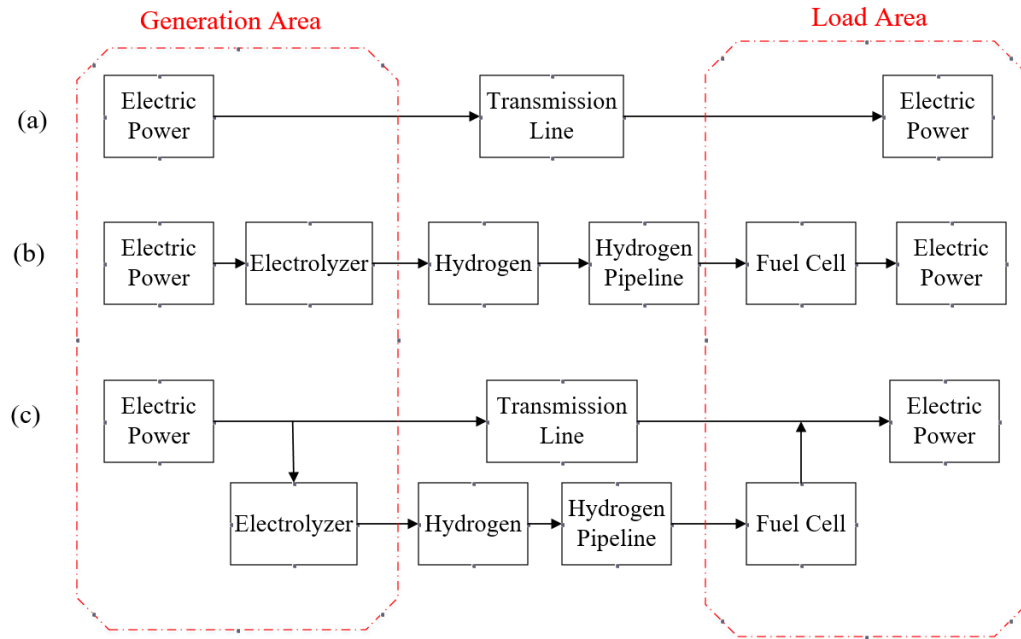 Generation Area
Load Area
(a)
Electric
Power
Transmission
Line
Electric
Power
(b)
Electric
Power
Electrolyzer
Hydrogen
Hydrogen
Pipeline
Fuel Cell
Electric
Power
(c)
Electric
Power
Transmission
Line
Electric
Power
Electrolyzer
Hydrogen
Hydrogen
Pipeline
Fuel Cell